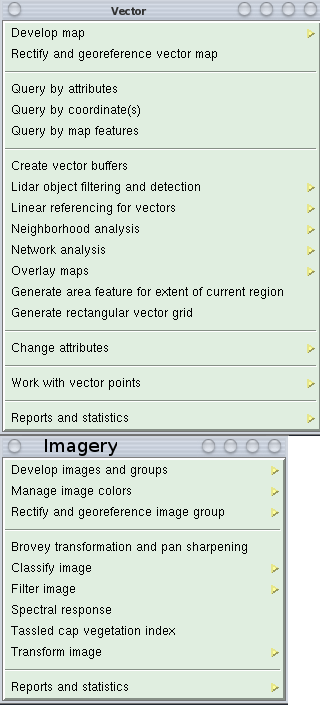 Vector
Develop map
Rectify and georeference vector map
Query by attributes
Query by coordinate(s)
Query by map features
Create vector buffers
Lidar object filtering and detection
Linear referencing for vectors
Neighborhood analysis
Network analysis
Overlay maps
Generate area feature for extent of current region
Generate rectangular vector grid
Change attributes
Work with vector points
Reports and statistics
Imagery
Develop images and groups
Manage image colors
Rectify and georeference image group
Brovey transformation and pan sharpening
Classify image
Filter image
Spectral response
Tassled cap vegetation index
Transform image
Reports and statistics